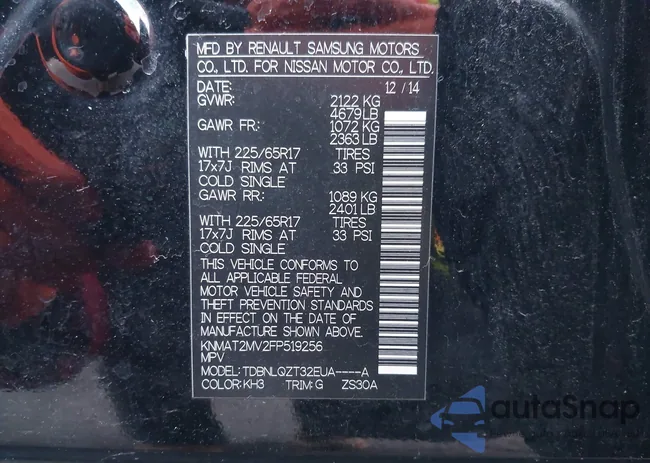 MFD BY RENAULT SAMSUNG MOTORS
CO., LTD. FOR NISSAN MOTOR CO., LTD.
DATE: 12 / 14
GVWR: 2122 KG
4679LB
GAWR FR.: 1072 KG
2363 LB
WITH 225/65R17 TIRES
17x7J RIMS AT 33 PSI
COLD SINGLE
GAWR RR.: 1089 KG
2401 LB
WITH 225/65R17 TIRES
17x7J RIMS AT 33 PSI
COLD SINGLE
THIS VEHICLE CONFORMS TO
ALL APPLICABLE FEDERAL
MOTOR VEHICLE SAFETY AND
THEFT PREVENTION STANDARDS
IN EFFECT ON THE DATE OF
MANUFACTURE SHOWN ABOVE.
KNMAT2MV2FP519256
MPV
MODEL: TDBNLQZT32EUA----A
COLOR: KH3 TRIM: G ZS30A
autoSnap